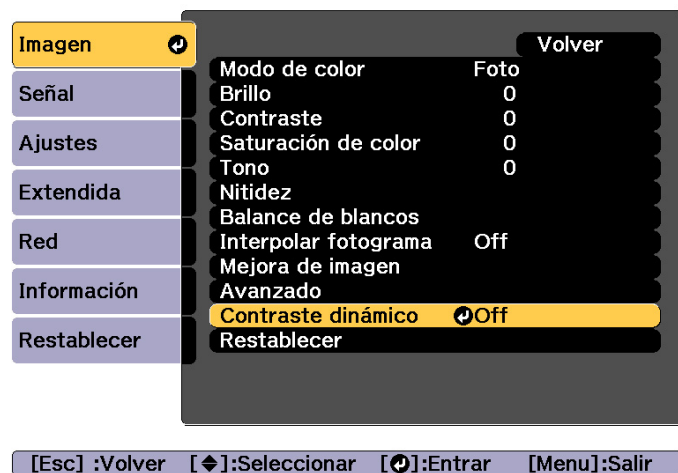 Imagen
Señal
Ajustes
Extendida
Red
Información
Restablecer
Volver
Modo de color Foto
Brillo 0
Contraste 0
Saturación de color 0
Tono 0
Nitidez
Balance de blancos
Interpolar fotograma Off
Mejora de imagen
Avanzado
Contraste dinámico Off
Restablecer
[Esc] :Volver [◆]:Seleccionar [↵]:Entrar [Menu]:Salir